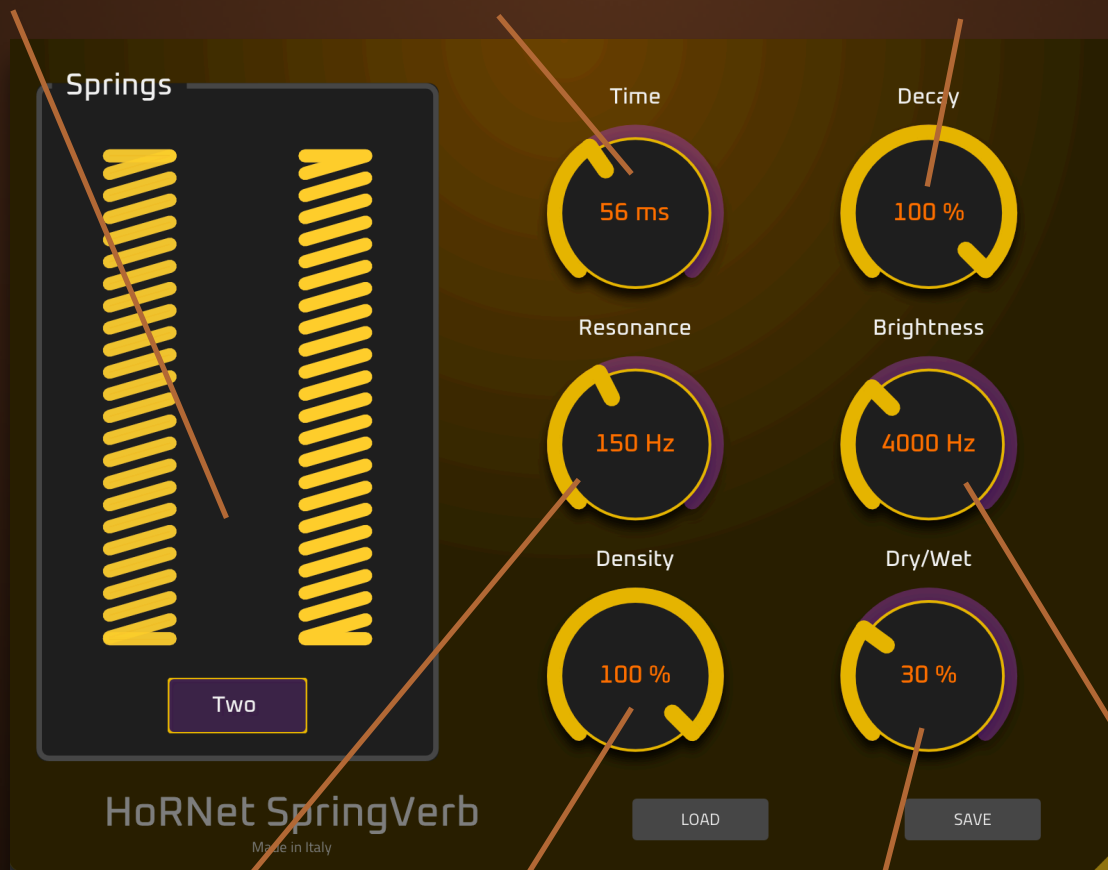 Springs
Two
Time
56 ms
Decay
100 %
Resonance
150 Hz
Brightness
4000 Hz
Density
100 %
Dry/Wet
30 %
HoRNet SpringVerb
Made in Italy
LOAD
SAVE